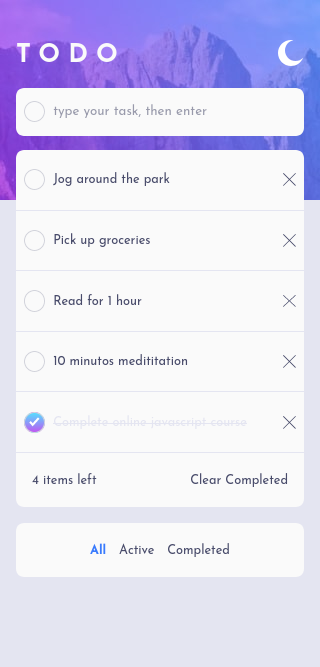 TODO
type your task, then enter
Jog around the park
Pick up groceries
Read for 1 hour
10 minutos medititation
Complete online javascript course
4 items left Clear Completed
All Active Completed